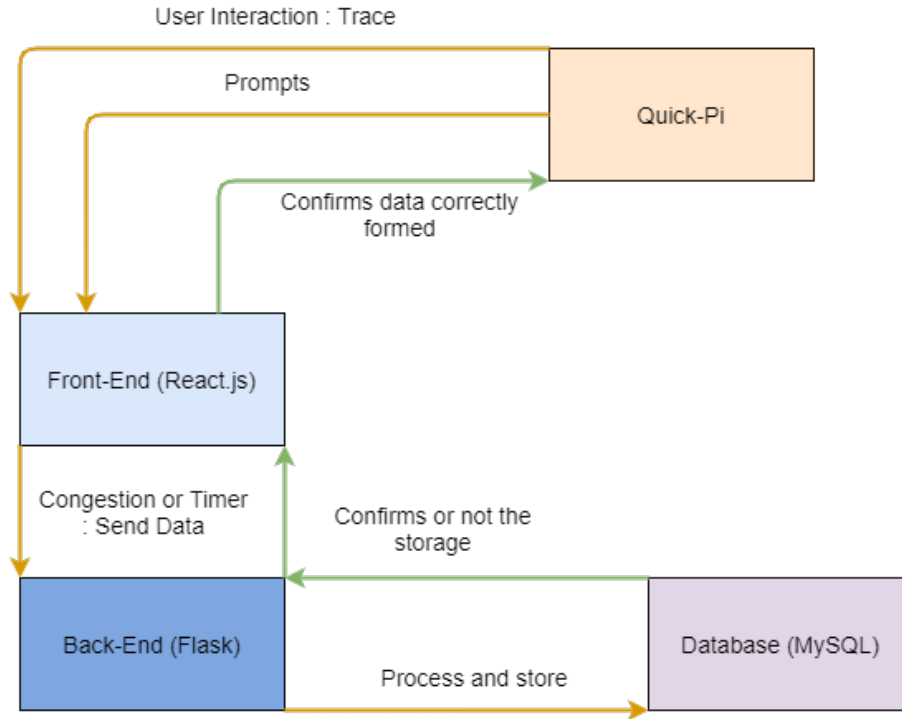 User Interaction : Trace
Prompts
Quick-Pi
Confirms data correctly
formed
Front-End (React.js)
Congestion or Timer
: Send Data
Confirms or not the
storage
Back-End (Flask)
Database (MySQL)
Process and store